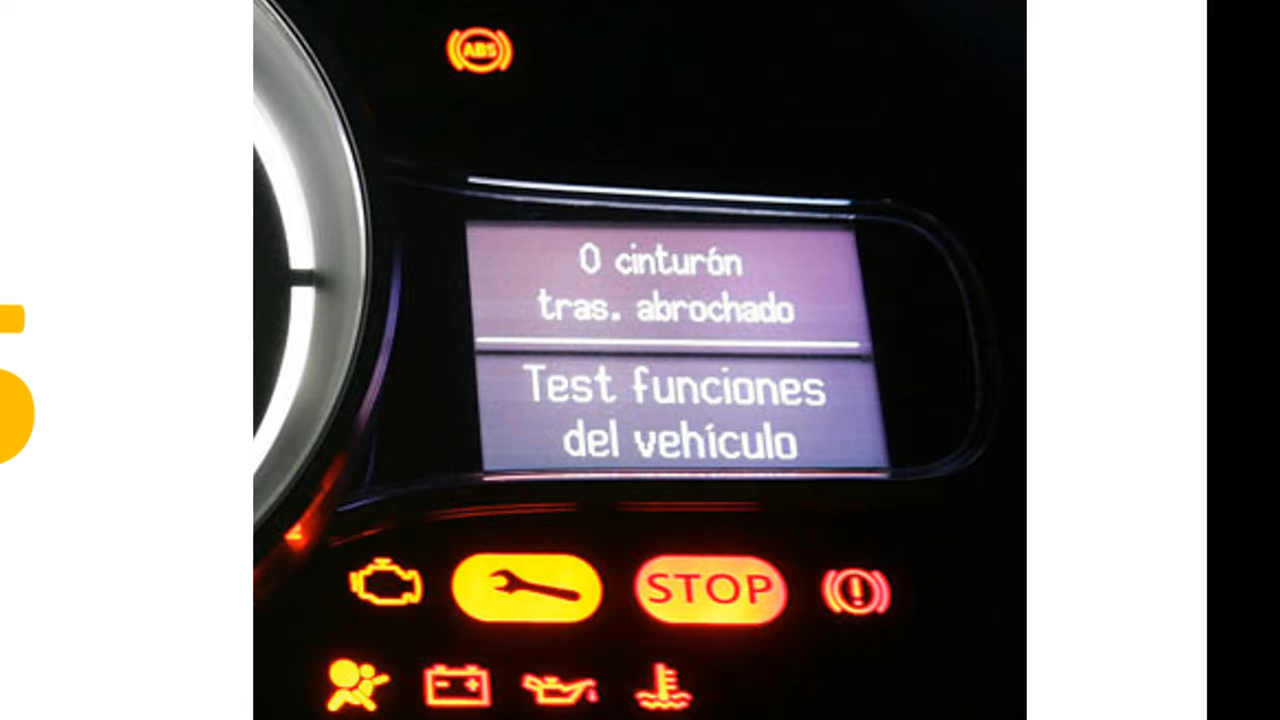 ABS
0 cinturón
tras. abrochado
Test funciones
del vehículo
STOP